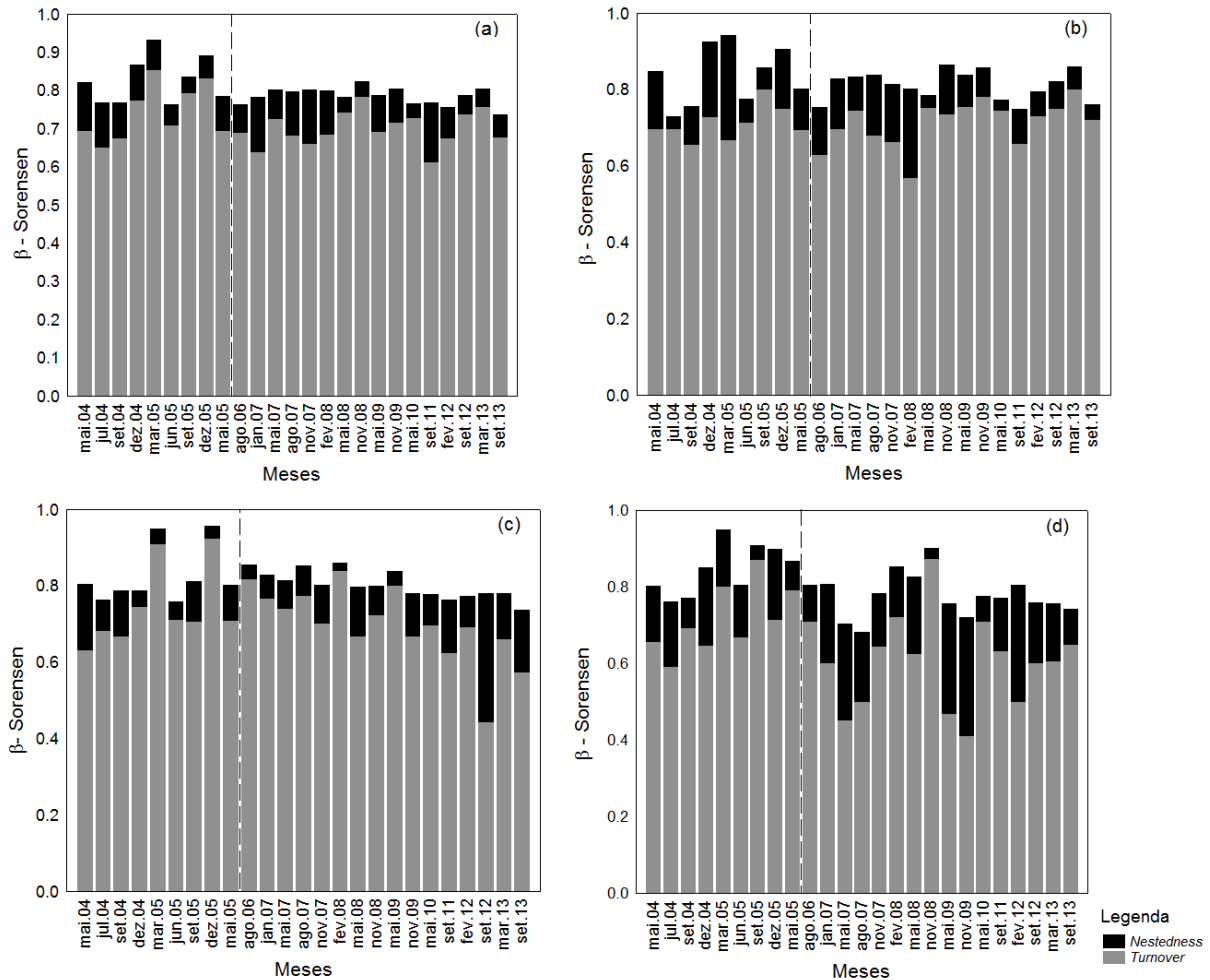 (a)
β - Sorensen
1.0
0.9
0.8
0.7
0.6
0.5
0.4
0.3
0.2
0.1
0.0
mai.04 jul.04 set.04 dez.04 mar.05 jun.05 set.05 dez.05 mai.05 ago.06 jan.07 mai.07 ago.07 nov.07 fev.08 mai.08 nov.08 mai.09 nov.09 mai.10 set.11 fev.12 set.12 mar.13 set.13
Meses
(b)
β - Sorensen
1.0
0.8
0.6
0.4
0.2
0.0
mai.04 jul.04 set.04 dez.04 mar.05 jun.05 set.05 dez.05 mai.05 ago.06 jan.07 mai.07 ago.07 nov.07 fev.08 mai.08 nov.08 mai.09 nov.09 mai.10 set.11 fev.12 set.12 mar.13 set.13
Meses
(c)
β - Sorensen
1.0
0.8
0.6
0.4
0.2
0.0
mai.04 jul.04 set.04 dez.04 mar.05 jun.05 set.05 dez.05 mai.05 ago.06 jan.07 mai.07 ago.07 nov.07 fev.08 mai.08 nov.08 mai.09 nov.09 mai.10 set.11 fev.12 set.12 mar.13 set.13
Meses
(d)
β - Sorensen
1.0
0.8
0.6
0.4
0.2
0.0
mai.04 jul.04 set.04 dez.04 mar.05 jun.05 set.05 dez.05 mai.05 ago.06 jan.07 mai.07 ago.07 nov.07 fev.08 mai.08 nov.08 mai.09 nov.09 mai.10 set.11 fev.12 set.12 mar.13 set.13
Meses
Legenda
Nestedness
Turnover